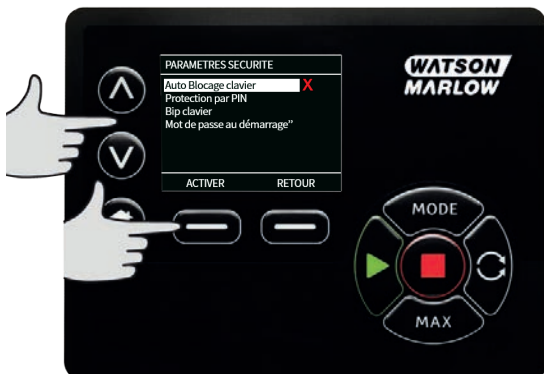 PARAMETRES SECURITE
Auto Blocage clavier X
Protection par PIN
Bip clavier
Mot de passe au démarrage”
ACTIVER RETOUR
WATSON
MARLOW
MODE
MAX